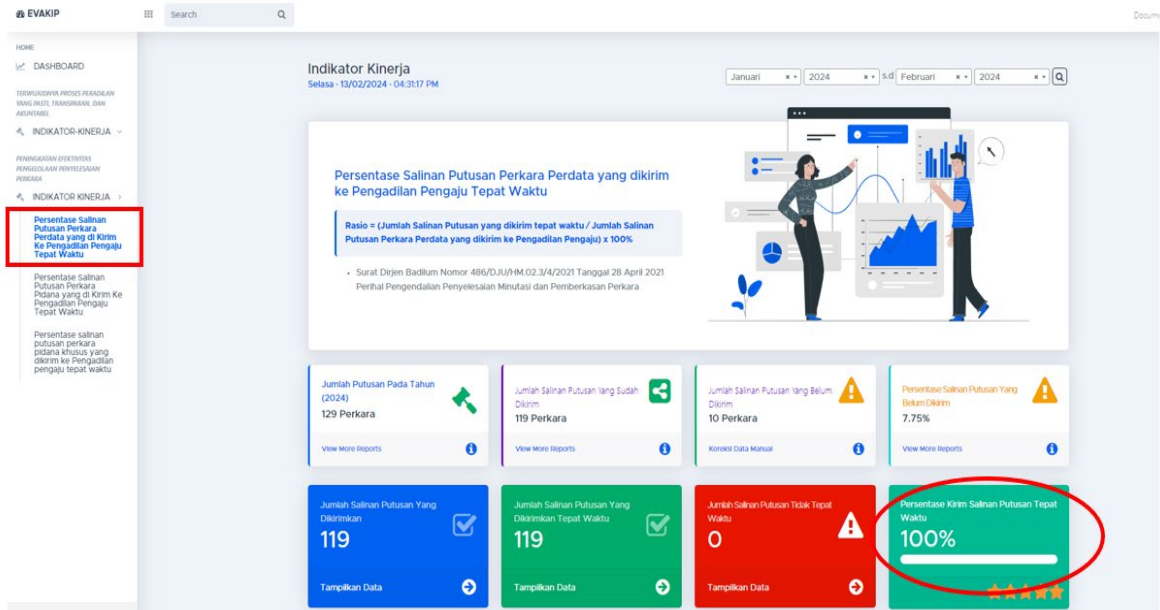 EVAKIP
Search
HOME
DASHBOARD
TERWUJUDNYA PROSES PERADILAN
YANG PASTI, TRANSPARAN, DAN
AKUNTABEL
INDIKATOR-KINERJA
PENINGKATAN EFEKTIVITAS
PENGELOLAAN PENYELESAIAN
PERKARA
INDIKATOR KINERJA
Persentase Salinan
Putusan Perkara
Perdata yang di Kirim
Ke Pengadilan Pengaju
Tepat Waktu
Persentase Salinan
Putusan Perkara
Pidana yang di Kirim Ke
Pengadilan Pengaju
Tepat Waktu
Persentase salinan
putusan perkara
pidana khusus yang
dikirim ke Pengadilan
pengaju tepat waktu
Indikator Kinerja
Selasa - 13/02/2024 - 04:31:17 PM
Januari 2024 s.d Februari 2024
Persentase Salinan Putusan Perkara Perdata yang dikirim
ke Pengadilan Pengaju Tepat Waktu
Rasio = (Jumlah Salinan Putusan yang dikirim tepat waktu / Jumlah Salinan
Putusan Perkara Perdata yang dikirim ke Pengadilan Pengaju) x 100%
Surat Dirjen Badilum Nomor 486/DJU/HM.02.3/4/2021 Tanggal 28 April 2021
Perihal Pengendalian Penyelesaian Minutasi dan Pemberkasan Perkara
Jumlah Putusan Pada Tahun
(2024)
129 Perkara
View More Reports
Jumlah Salinan Putusan Yang Sudah
Dikirim
119 Perkara
View More Reports
Jumlah Salinan Putusan Yang Belum
Dikirim
10 Perkara
Koreksi Data Manual
Persentase Salinan Putusan Yang
Belum Dikirim
7.75%
View More Reports
Jumlah Salinan Putusan Yang
Dikirimkan
119
Tampilkan Data
Jumlah Salinan Putusan Yang
Dikirimkan Tepat Waktu
119
Tampilkan Data
Jumlah Salinan Putusan Tidak Tepat
Waktu
0
Tampilkan Data
Persentase Kirim Salinan Putusan Tepat
Waktu
100%